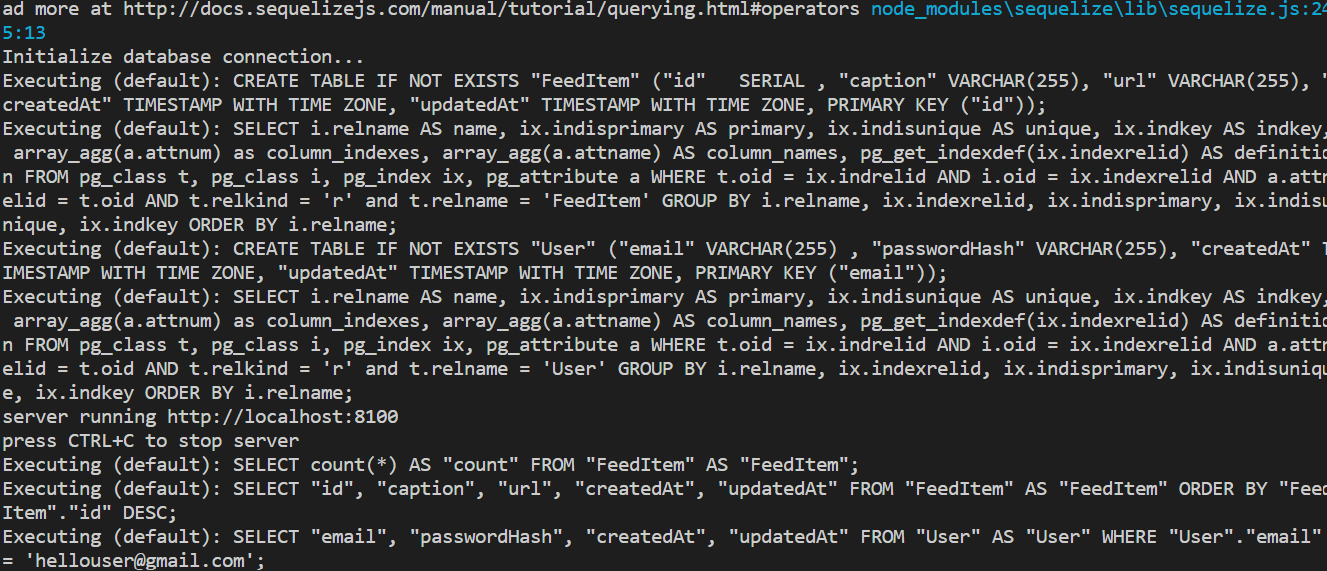 ad more at http://docs.sequelizejs.com/manual/tutorial/querying.html#operators node_modules\sequelize\lib\sequelize.js:24
5:13
Initialize database connection...
Executing (default): CREATE TABLE IF NOT EXISTS "FeedItem" ("id"   SERIAL , "caption" VARCHAR(255), "url" VARCHAR(255), "
createdAt" TIMESTAMP WITH TIME ZONE, "updatedAt" TIMESTAMP WITH TIME ZONE, PRIMARY KEY ("id"));
Executing (default): SELECT i.relname AS name, ix.indisprimary AS primary, ix.indisunique AS unique, ix.indkey AS indkey,
 array_agg(a.attnum) as column_indexes, array_agg(a.attname) AS column_names, pg_get_indexdef(ix.indexrelid) AS definitio
n FROM pg_class t, pg_class i, pg_index ix, pg_attribute a WHERE t.oid = ix.indrelid AND i.oid = ix.indexrelid AND a.attr
elid = t.oid AND t.relkind = 'r' and t.relname = 'FeedItem' GROUP BY i.relname, ix.indexrelid, ix.indisprimary, ix.indisu
nique, ix.indkey ORDER BY i.relname;
Executing (default): CREATE TABLE IF NOT EXISTS "User" ("email" VARCHAR(255) , "passwordHash" VARCHAR(255), "createdAt" T
IMESTAMP WITH TIME ZONE, "updatedAt" TIMESTAMP WITH TIME ZONE, PRIMARY KEY ("email"));
Executing (default): SELECT i.relname AS name, ix.indisprimary AS primary, ix.indisunique AS unique, ix.indkey AS indkey,
 array_agg(a.attnum) as column_indexes, array_agg(a.attname) AS column_names, pg_get_indexdef(ix.indexrelid) AS definitio
n FROM pg_class t, pg_class i, pg_index ix, pg_attribute a WHERE t.oid = ix.indrelid AND i.oid = ix.indexrelid AND a.attr
elid = t.oid AND t.relkind = 'r' and t.relname = 'User' GROUP BY i.relname, ix.indexrelid, ix.indisprimary, ix.indisuniqu
e, ix.indkey ORDER BY i.relname;
server running http://localhost:8100
press CTRL+C to stop server
Executing (default): SELECT count(*) AS "count" FROM "FeedItem" AS "FeedItem";
Executing (default): SELECT "id", "caption", "url", "createdAt", "updatedAt" FROM "FeedItem" AS "FeedItem" ORDER BY "Feed
Item"."id" DESC;
Executing (default): SELECT "email", "passwordHash", "createdAt", "updatedAt" FROM "User" AS "User" WHERE "User"."email"
= 'hellouser@gmail.com';